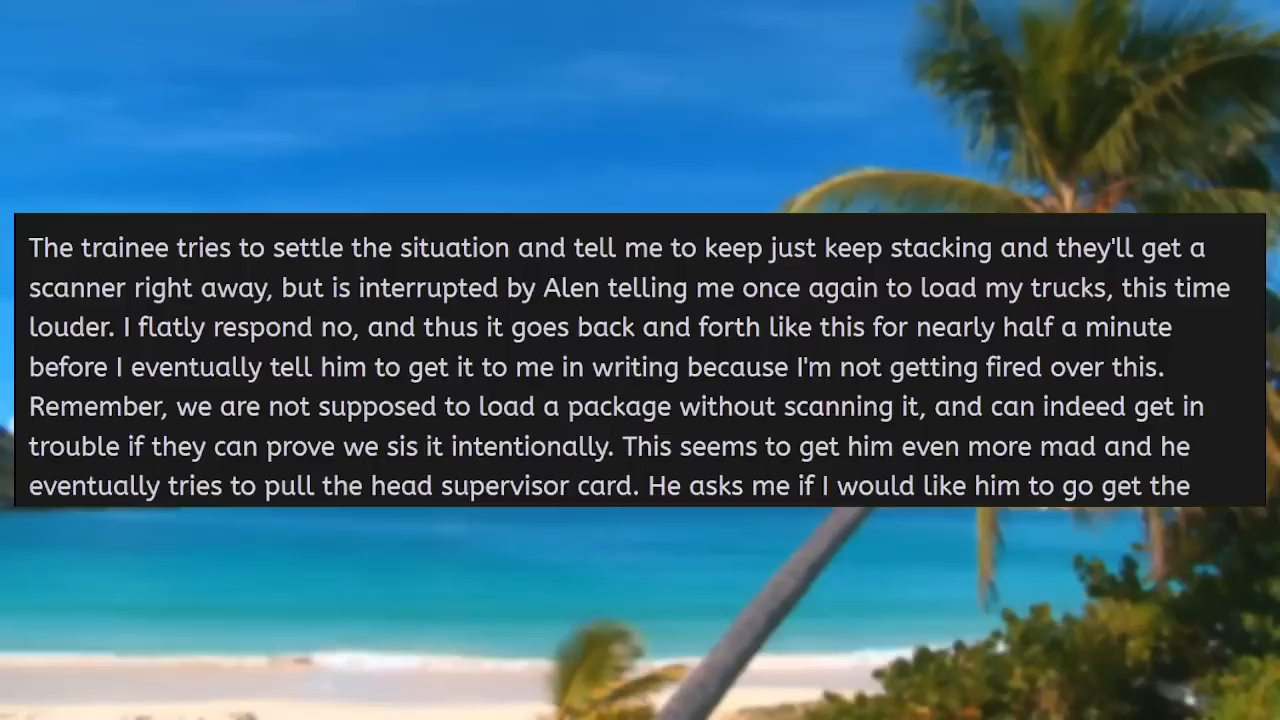 The trainee tries to settle the situation and tell me to keep just keep stacking and they'll get a
scanner right away, but is interrupted by Alen telling me once again to load my trucks, this time
louder. I flatly respond no, and thus it goes back and forth like this for nearly half a minute
before I eventually tell him to get it to me in writing because I'm not getting fired over this.
Remember, we are not supposed to load a package without scanning it, and can indeed get in
trouble if they can prove we sis it intentionally. This seems to get him even more mad and he
eventually tries to pull the head supervisor card. He asks me if I would like him to go get the